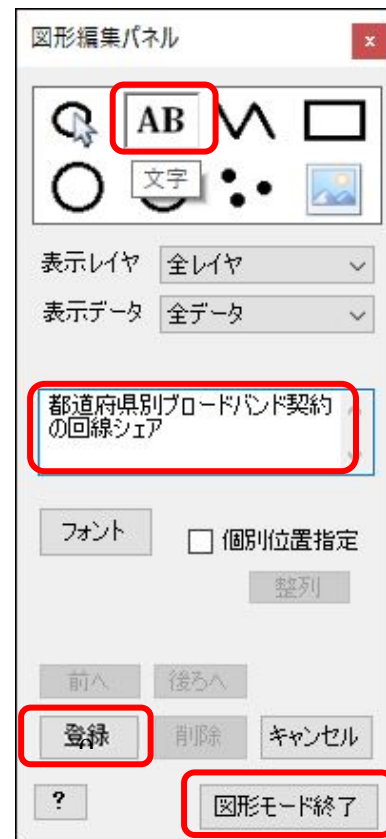 図形編集パネル
x
AB
文字
表示レイヤ 全レイヤ
表示データ 全データ
都道府県別ブロードバンド契約
の回線シェア
フォント 個別位置指定
整列
前へ 後ろへ
登録 削除 キャンセル
? 図形モード終了